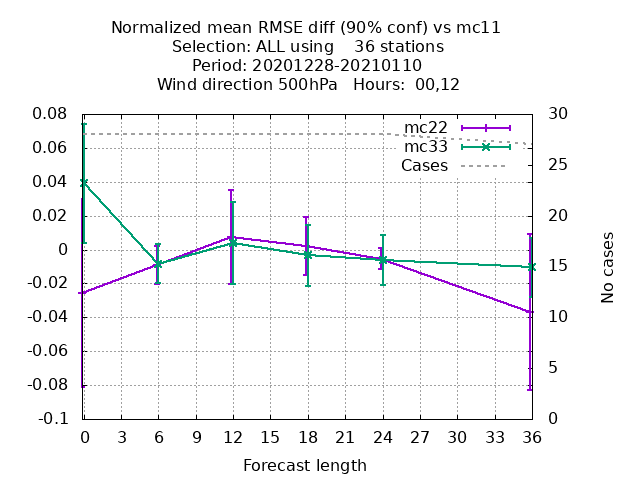 Normalized mean RMSE diff (90% conf) vs mc11
Selection: ALL using    36 stations
Period: 20201228-20210110
Wind direction 500hPa   Hours:  00,12
mc22
mc33
Cases
0.08
0.06
0.04
0.02
0
-0.02
-0.04
-0.06
-0.08
-0.1
30
25
20
15
10
5
0
No cases
0 3 6 9 12 15 18 21 24 27 30 33 36
Forecast length